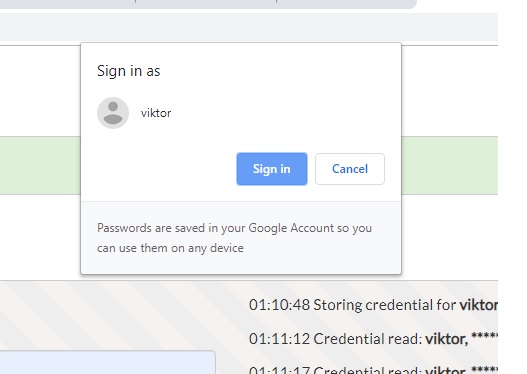 Sign in as
viktor
Sign in
Cancel
Passwords are saved in your Google Account so you
can use them on any device
01:10:48 Storing credential for viktor
01:11:12 Credential read: viktor, *****
01:11:17 Credential read: viktor, *****